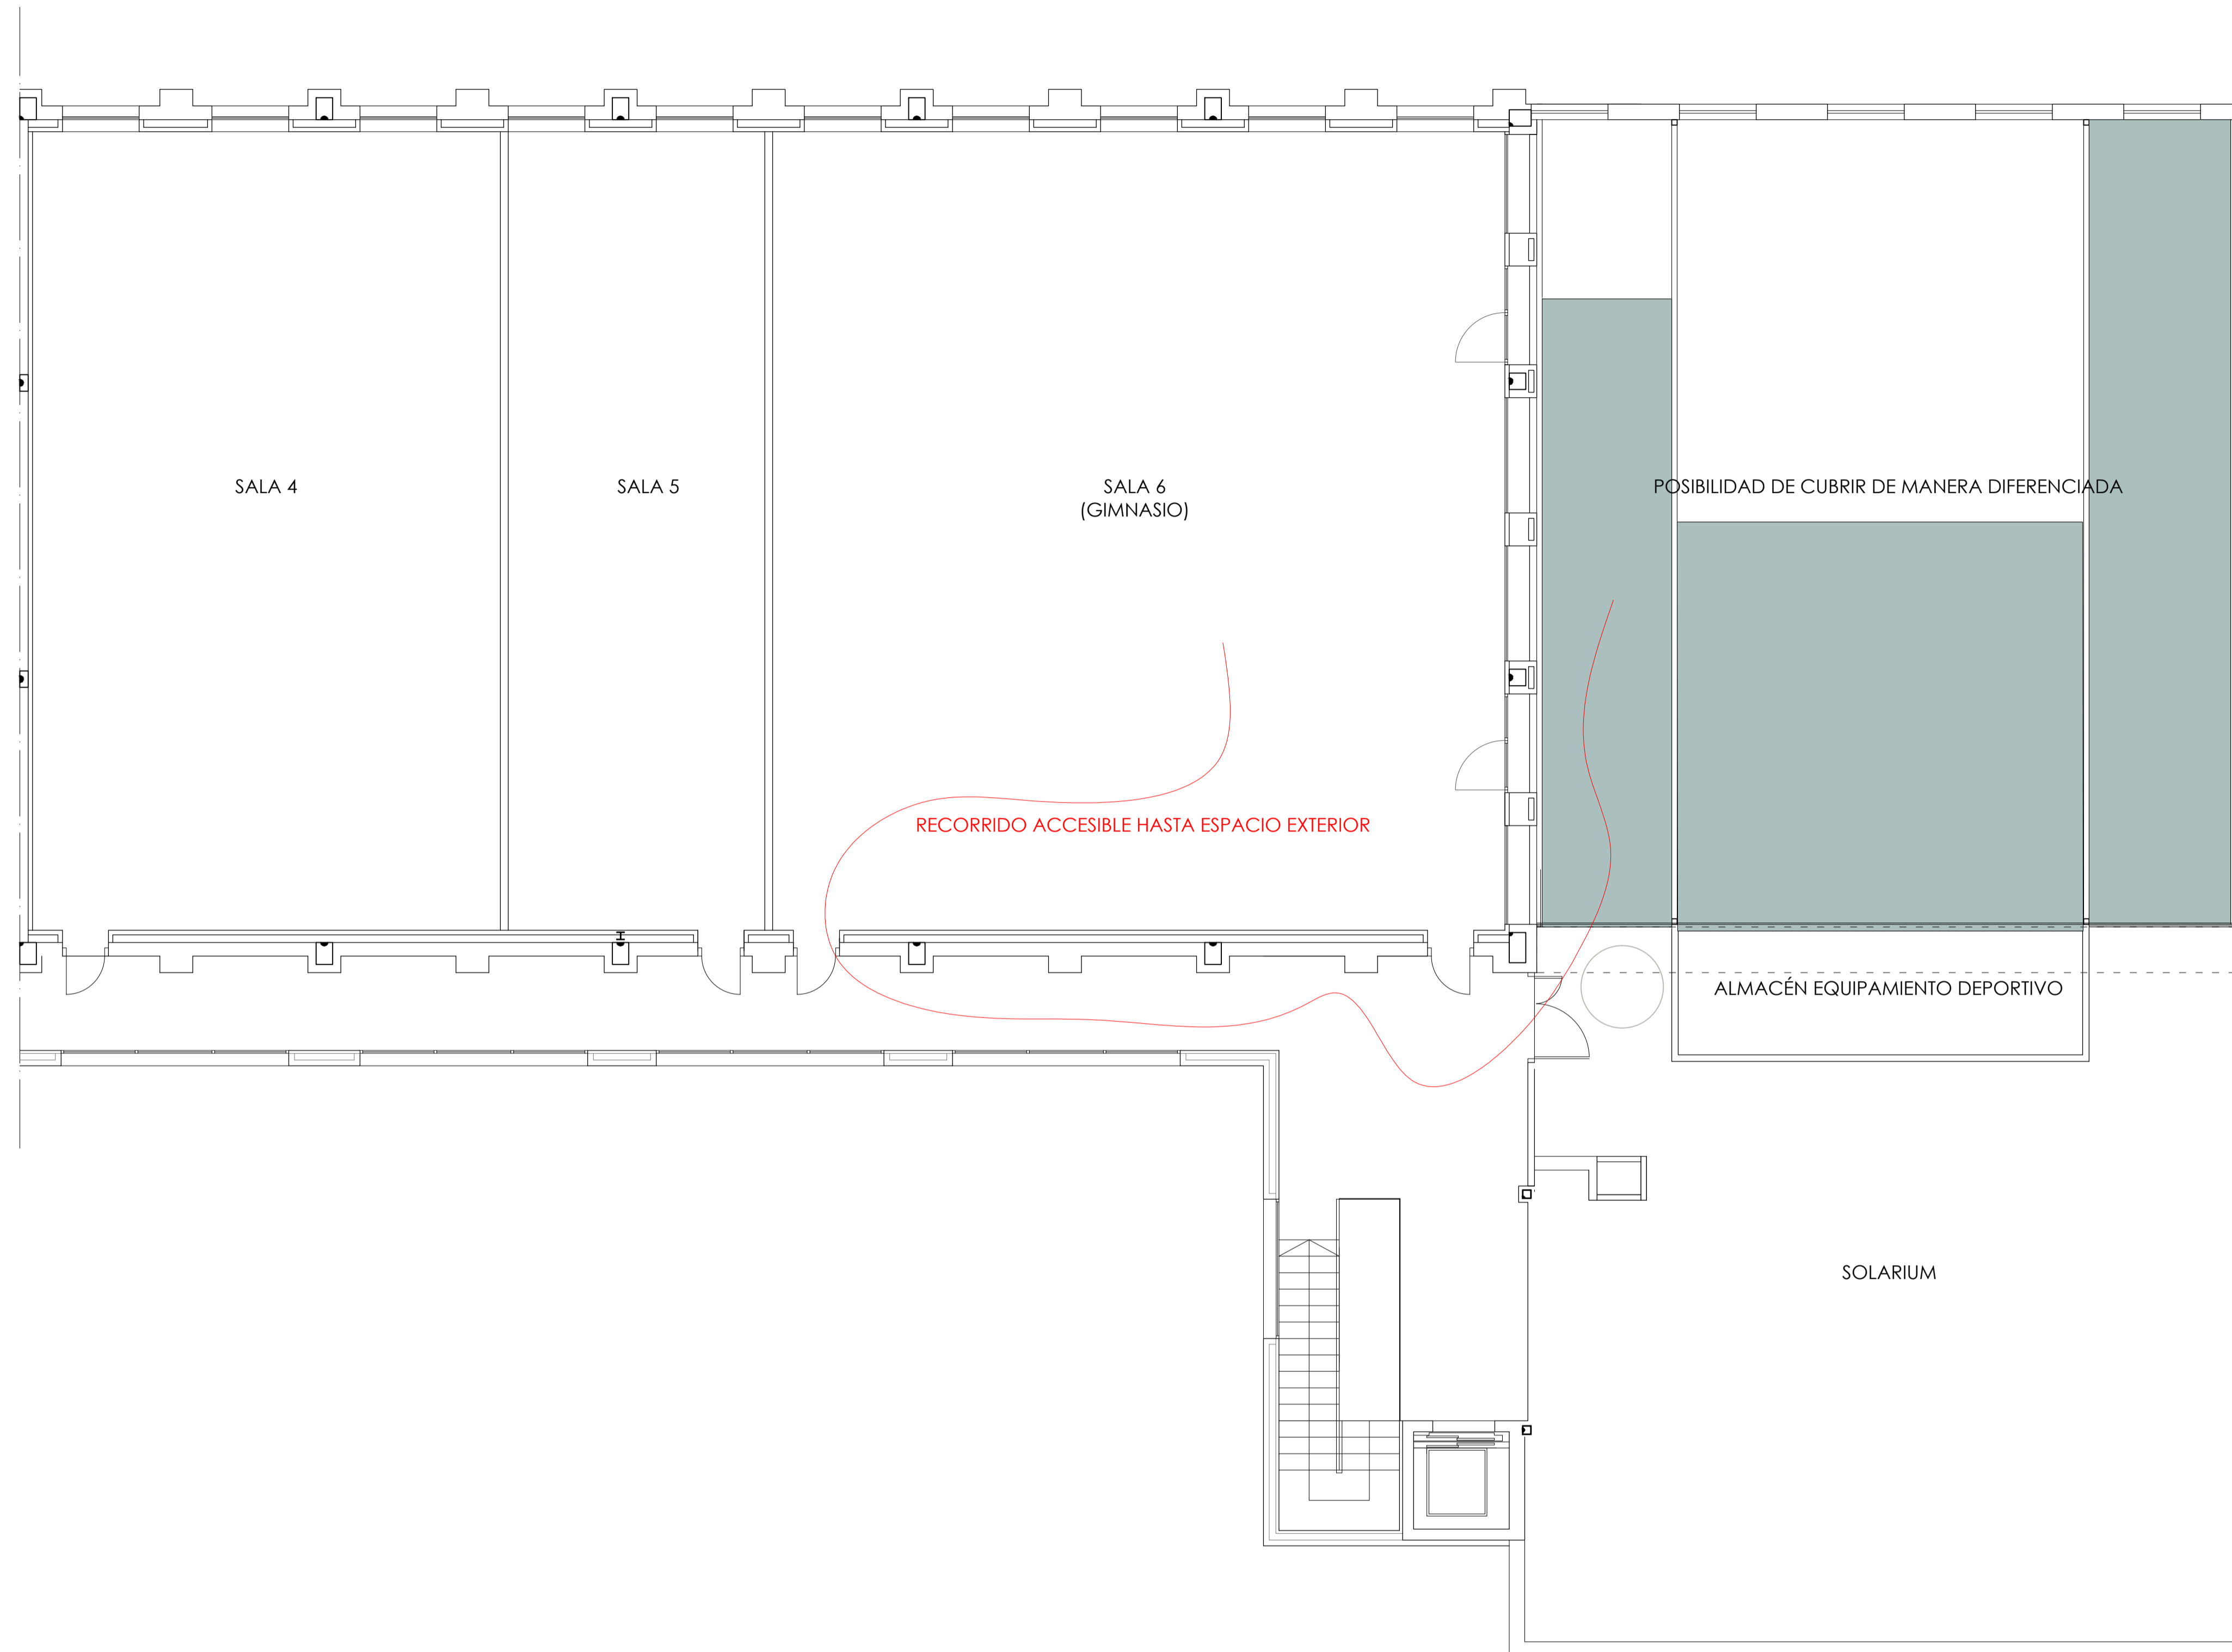 SALA 4
SALA 5
SALA 6
(GIMNASIO)
POSIBILIDAD DE CUBRIR DE MANERA DIFERENCIADA
RECORRIDO ACCESIBLE HASTA ESPACIO EXTERIOR
ALMACÉN EQUIPAMIENTO DEPORTIVO
SOLARIUM